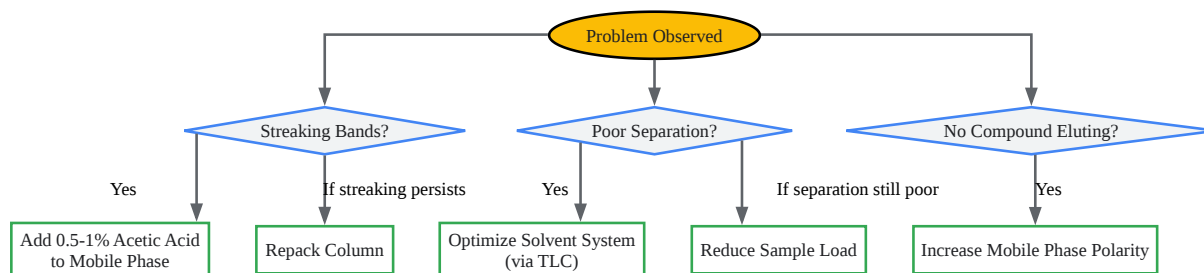 Problem Observed
Streaking Bands?
Poor Separation?
No Compound Eluting?
Yes
If streaking persists
Yes
If separation still poor
Yes
Add 0.5-1% Acetic Acid
to Mobile Phase
Repack Column
Optimize Solvent System
(via TLC)
Reduce Sample Load
Increase Mobile Phase Polarity